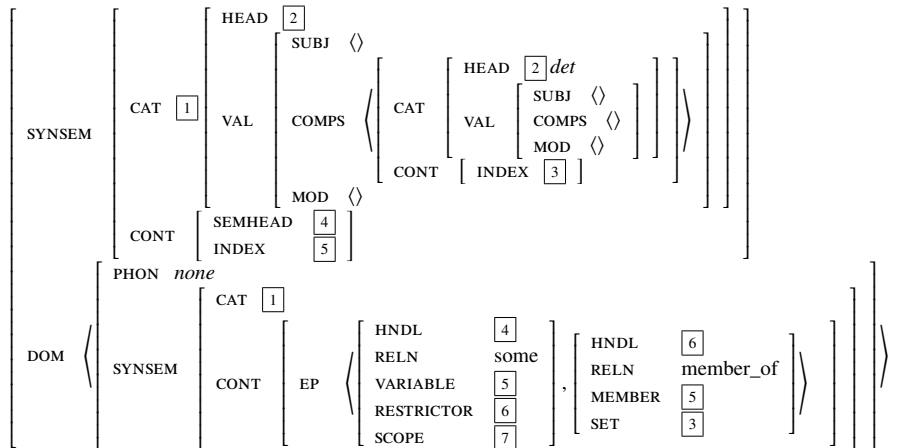 HEAD 2
SUBJ ⟨⟩
HEAD 2 det
SUBJ ⟨⟩
CAT 1 VAL COMPS CAT VAL COMPS ⟨⟩
SYNSEM
MOD ⟨⟩
CONT [ INDEX 3 ]
MOD ⟨⟩
SEMHEAD 4
CONT
INDEX 5
PHON none
CAT 1
HNDL 4
HNDL 6
RELN some
RELN member_of
DOM SYNSEM CONT EP VARIABLE 5 ,
MEMBER 5
RESTRICTOR 6
SET 3
SCOPE 7